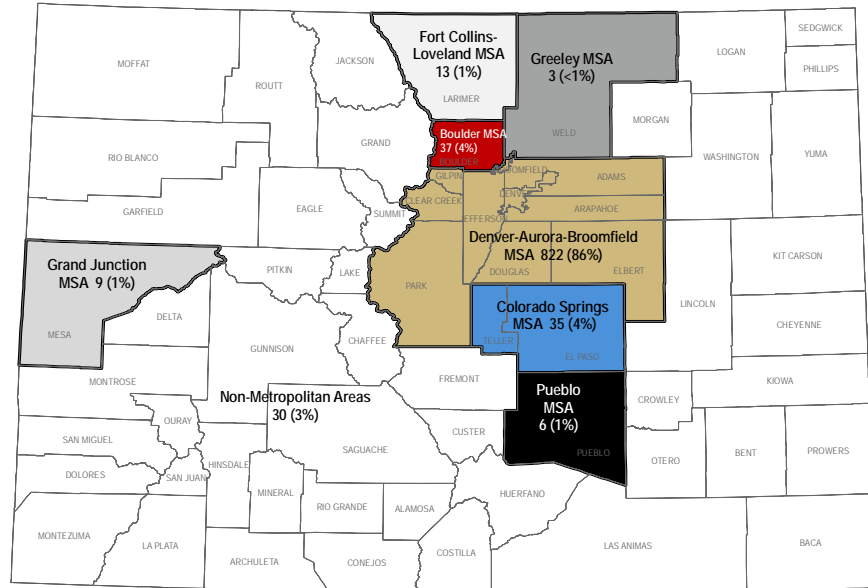 SEDGWICK
LOGAN
PHILLIPS
MOFFAT
JACKSON
ROUTT
Fort Collins-
Loveland MSA
13 (1%)
LARIMER
Greeley MSA
3 (<1%)
WELD
MORGAN
GRAND
Boulder MSA
37 (4%)
BOULDER
RIO BLANCO
WASHINGTON
YUMA
GILPIN
BROOMFIELD
ADAMS
DENVER
CLEAR CREEK
JEFFERSON
ARAPAHOE
GARFIELD
EAGLE
SUMMIT
Denver-Aurora-Broomfield
MSA 822 (86%)
DOUGLAS
ELBERT
PARK
KIT CARSON
Grand Junction
MSA 9 (1%)
MESA
PITKIN
LAKE
LINCOLN
DELTA
Colorado Springs
MSA 35 (4%)
TELLER
EL PASO
CHEYENNE
GUNNISON
CHAFFEE
MONTROSE
FREMONT
KIOWA
Non-Metropolitan Areas
30 (3%)
Pueblo
MSA
6 (1%)
PUEBLO
CROWLEY
OURAY
SAN MIGUEL
SAGUACHE
CUSTER
OTERO
BENT
PROWERS
HINSDALE
DOLORES
SAN JUAN
MINERAL
RIO GRANDE
ALAMOSA
HUERFANO
MONTEZUMA
LA PLATA
ARCHULETA
CONEJOS
COSTILLA
LAS ANIMAS
BACA